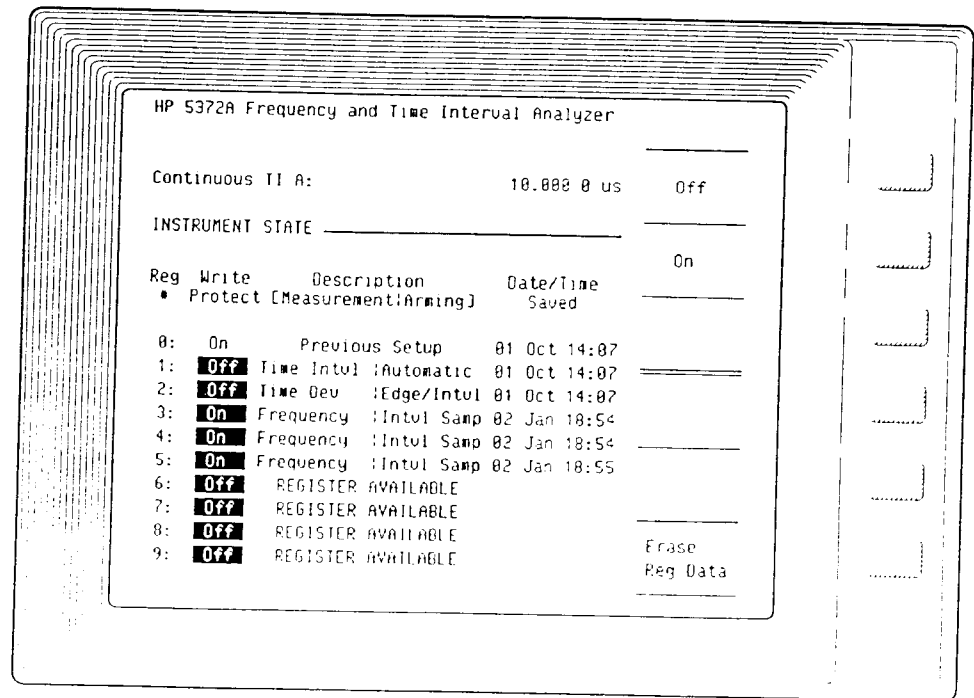 HP 5372A Frequency and Time Interval Analyzer
Continuous TI A: 10.000 0 us
Off
INSTRUMENT STATE
On
Reg Write Description Date/Time
# Protect [Measurement¦Arming] Saved
0: On Previous Setup 01 Oct 14:07
1: Off Time Intvl ¦Automatic 01 Oct 14:07
2: Off Time Dev ¦Edge/Intvl 01 Oct 14:07
3: On Frequency ¦Intvl Samp 02 Jan 18:54
4: On Frequency ¦Intvl Samp 02 Jan 18:54
5: On Frequency ¦Intvl Samp 02 Jan 18:55
6: Off REGISTER AVAILABLE
7: Off REGISTER AVAILABLE
8: Off REGISTER AVAILABLE
9: Off REGISTER AVAILABLE
Erase
Reg Data